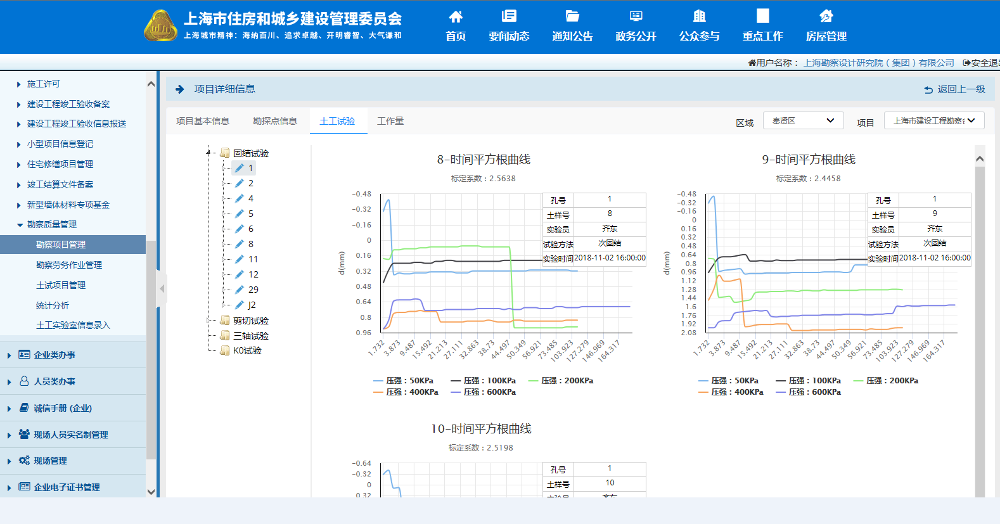 上海市住房和城乡建设管理委员会
上海城市精神：海纳百川、追求卓越、开明睿智、大气谦和
首页 要闻动态 通知公告 政务公开 公众参与 重点工作 房屋管理
用户名称： 上海勘察设计研究院（集团）有限公司 安全退出
施工许可
建设工程竣工验收备案
建设工程竣工验收信息报送
小型项目信息登记
住宅修缮项目管理
竣工结算文件备案
新型墙体材料专项基金
勘察质量管理
勘察项目管理
勘察劳务作业管理
土试项目管理
统计分析
土工实验室信息录入
企业类办事
人员类办事
诚信手册 (企业)
现场人员实名制管理
现场管理
企业电子证书管理
项目详细信息
返回上一级
项目基本信息 勘探点信息 土工试验 工作量
区域 奉贤区 项目 上海市建设工程勘察
固结试验
1
2
4
5
6
8
11
12
29
J2
剪切试验
三轴试验
K0试验
8-时间平方根曲线
标定系数：2.5638
d(mm)
-0.48
-0.32
-0.16
0
0.16
0.32
0.48
0.64
0.8
0.96
孔号 1
土样号 8
实验员 齐东
试验方法 次固结
实验时间 2018-11-02 16:00:00
1.732 3.873 9.487 15.492 21.213 27.111 32.863 38.73 44.497 50.349 56.921 73.485 103.923 127.279 146.969 164.317
压强：50KPa 压强：100KPa 压强：200KPa
压强：400KPa 压强：600KPa
9-时间平方根曲线
标定系数：2.4458
d(mm)
-0.48
-0.32
-0.16
0
0.16
0.32
0.48
0.64
0.8
0.96
1.12
1.28
1.44
1.6
1.76
1.92
2.08
孔号 1
土样号 9
实验员 齐东
试验方法 次固结
实验时间 2018-11-02 16:00:00
1.732 3.873 9.487 15.492 21.213 27.111 32.863 38.73 44.497 50.349 56.921 73.485 103.923 127.279 146.969 164.317
压强：50KPa 压强：100KPa 压强：200KPa
压强：400KPa 压强：600KPa
10-时间平方根曲线
标定系数：2.5198
-0.64
-0.32
0
0.32
孔号 1
土样号 10
实验员 齐东